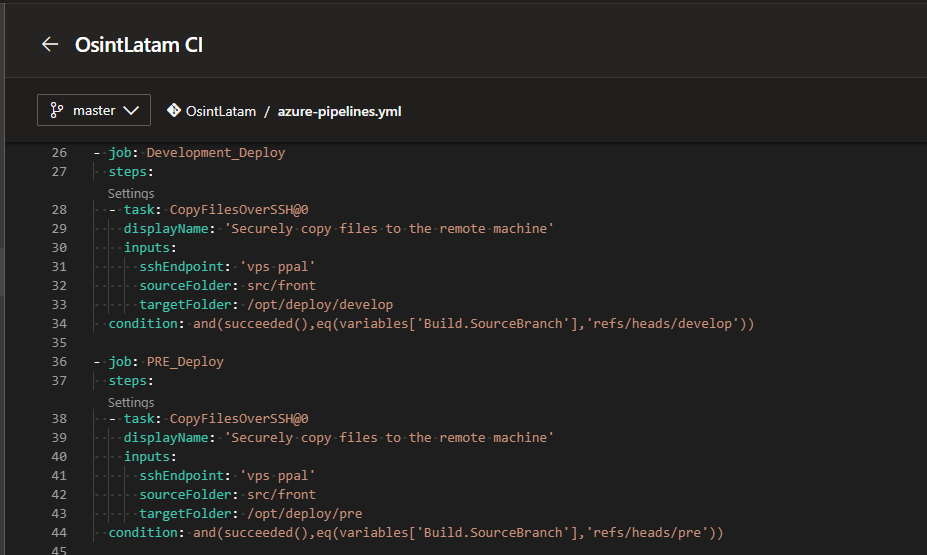 OsintLatam CI
master OsintLatam / azure-pipelines.yml
26 - job: Development_Deploy
27 steps:
Settings
28 - task: CopyFilesOverSSH@0
29 displayName: 'Securely copy files to the remote machine'
30 inputs:
31 sshEndpoint: 'vps ppal'
32 sourceFolder: src/front
33 targetFolder: /opt/deploy/develop
34 condition: and(succeeded(),eq(variables['Build.SourceBranch'],'refs/heads/develop'))
35
36 - job: PRE_Deploy
37 steps:
Settings
38 - task: CopyFilesOverSSH@0
39 displayName: 'Securely copy files to the remote machine'
40 inputs:
41 sshEndpoint: 'vps ppal'
42 sourceFolder: src/front
43 targetFolder: /opt/deploy/pre
44 condition: and(succeeded(),eq(variables['Build.SourceBranch'],'refs/heads/pre'))
45